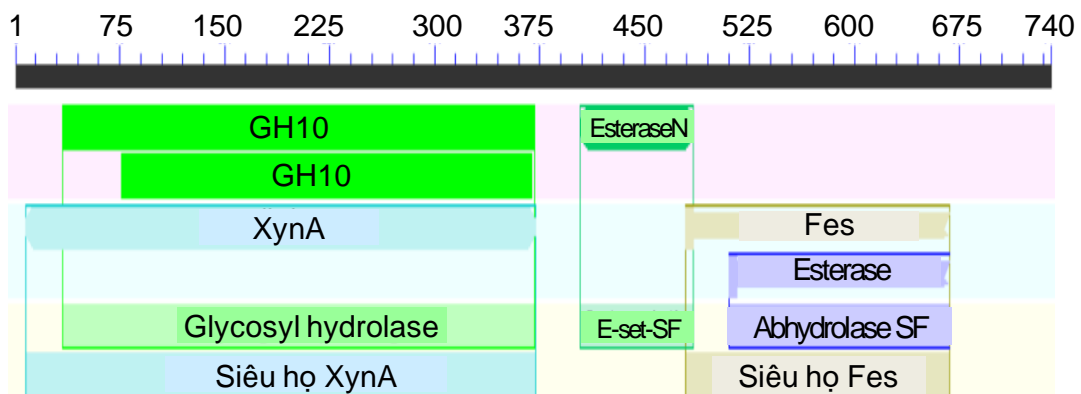 1 75 150 225 300 375 450 525 600 675 740
GH10 EsteraseN
GH10
XynA Fes
Esterase
Glycosyl hydrolase E-set-SF Abhydrolase SF
Siêu họ XynA Siêu họ Fes